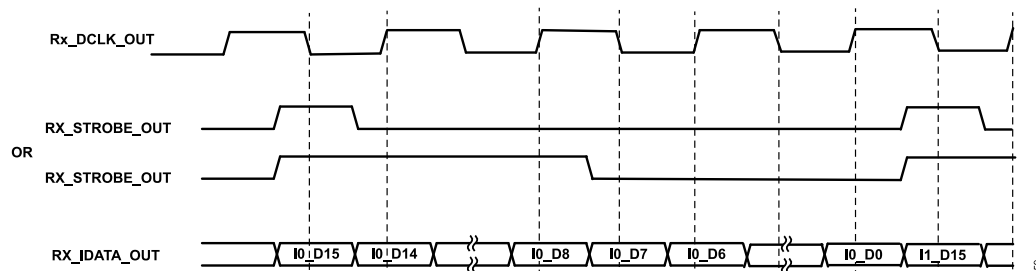 Rx_DCLK_OUT
RX_STROBE_OUT
OR
RX_STROBE_OUT
RX_IDATA_OUT
I0_D15 I0_D14 I0_D8 I0_D7 I0_D6 I0_D0 I1_D15